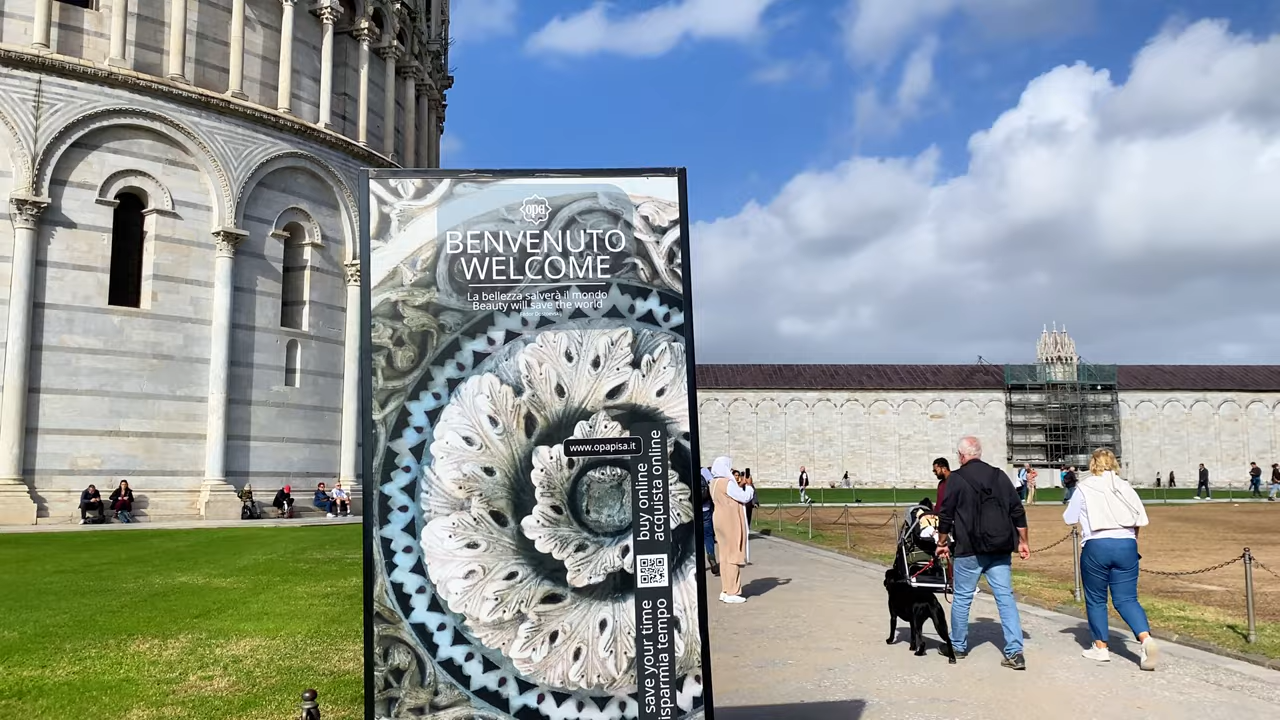 opa
BENVENUTO
WELCOME
La bellezza salverà il mondo
Beauty will save the world
www.opapisa.it
buy online
acquista online
save your time
risparmia tempo